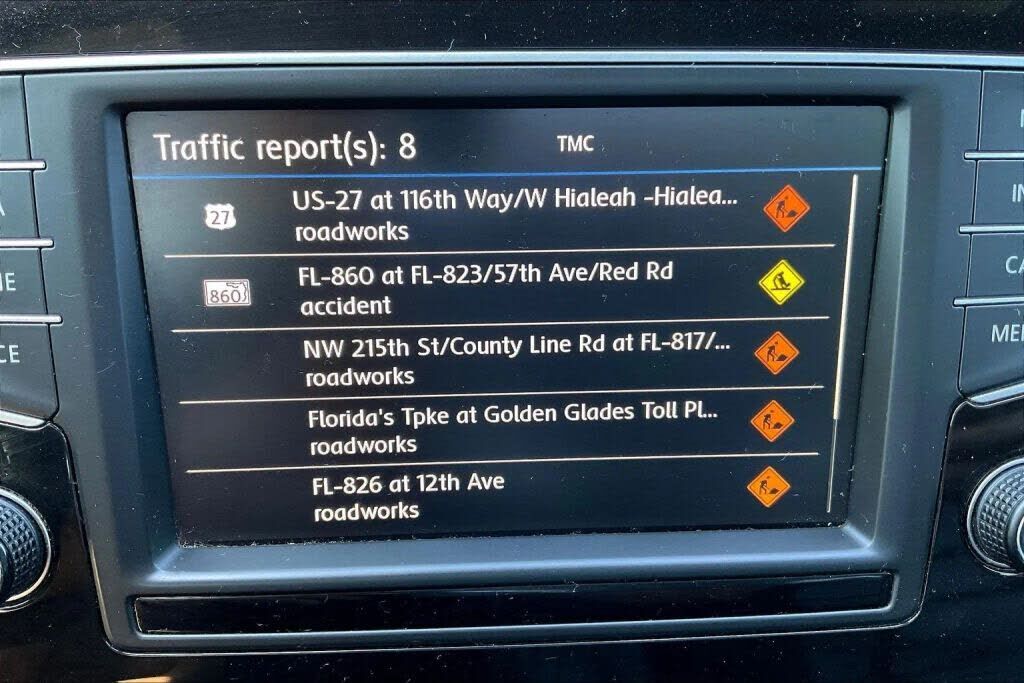 Traffic report(s): 8 TMC
27 US-27 at 116th Way/W Hialeah -Hialea...
roadworks
860 FL-860 at FL-823/57th Ave/Red Rd
accident
NW 215th St/County Line Rd at FL-817/...
roadworks
Florida's Tpke at Golden Glades Toll Pl...
roadworks
FL-826 at 12th Ave
roadworks